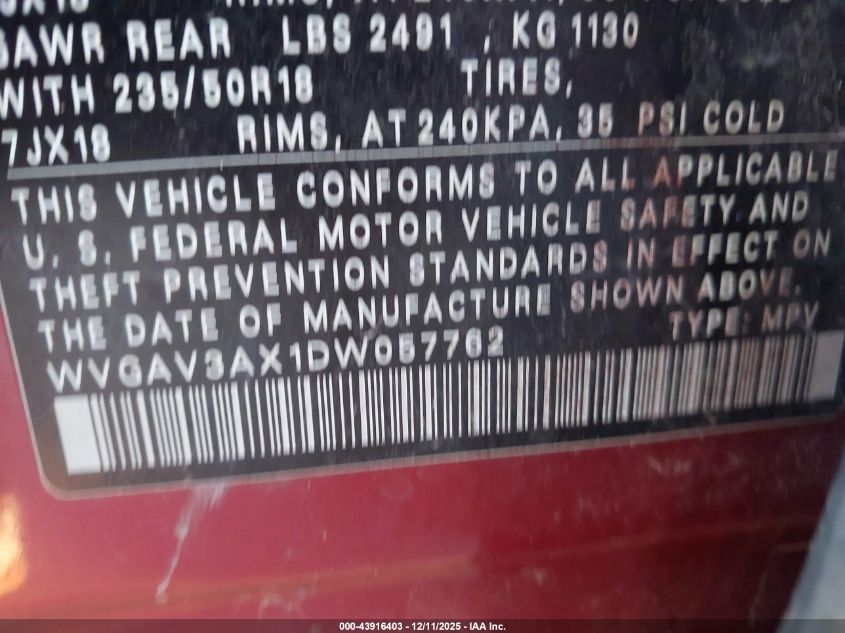 GAWR REAR LBS 2491 , KG 1130
WITH 235/50R18 TIRES,
7JX18 RIMS, AT 240KPA, 35 PSI COLD
THIS VEHICLE CONFORMS TO ALL APPLICABLE
U. S. FEDERAL MOTOR VEHICLE SAFETY AND
THEFT PREVENTION STANDARDS IN EFFECT ON
THE DATE OF MANUFACTURE SHOWN ABOVE.
WVGAV3AX1DW057762 TYPE: MPV
000-43916403 - 12/11/2025 - IAA Inc.